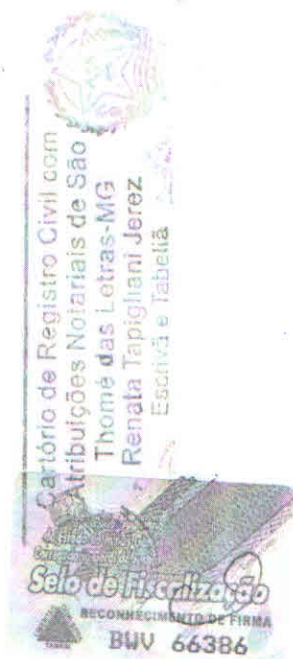 Cartório de Registro Civil com
Atribuições Notariais de São
Thomé das Letras-MG
Renata Tapigliani Jerez
Escrivã e Tabeliã
Selo de Fiscalização
RECONHECIMENTO DE FIRMA
BWV 66386